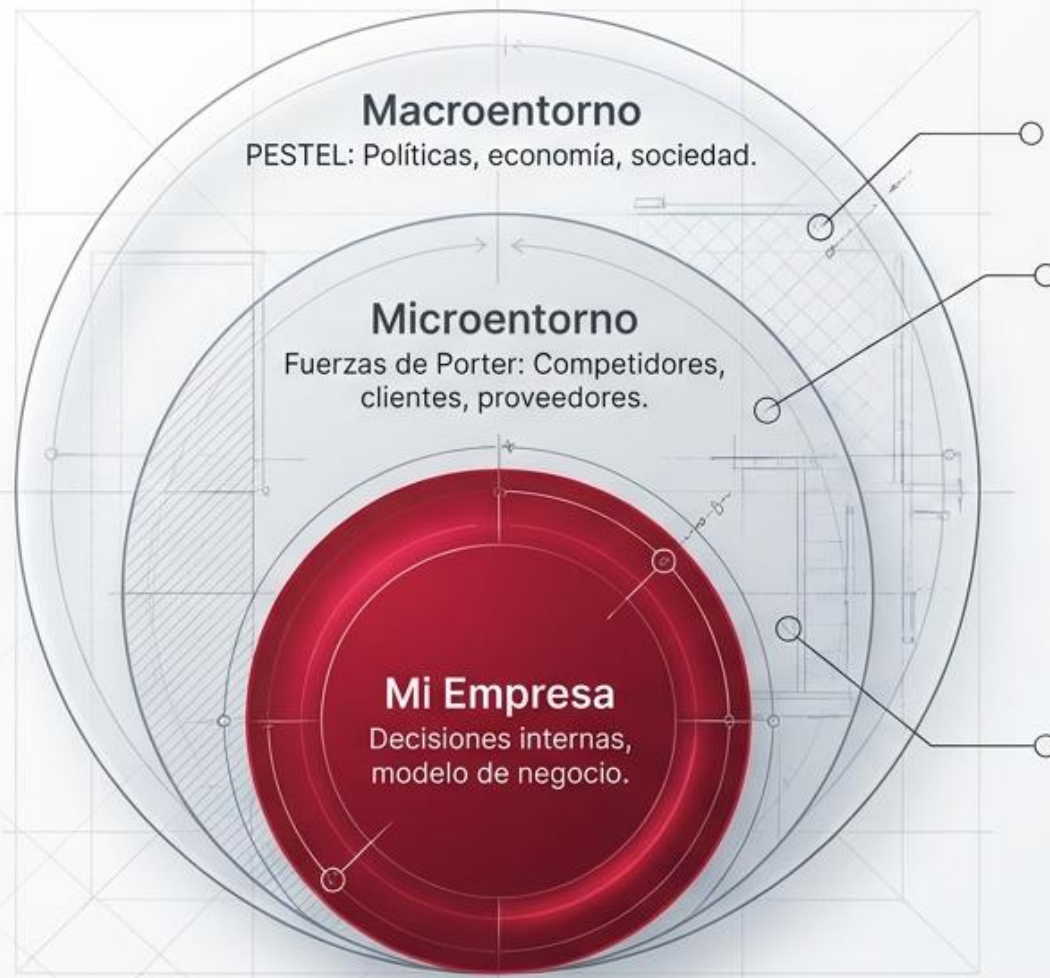 Macroentorno
PESTEL: Políticas, economía, sociedad.
Microentorno
Fuerzas de Porter: Competidores,
clientes, proveedores.
Mi Empresa
Decisiones internas,
modelo de negocio.